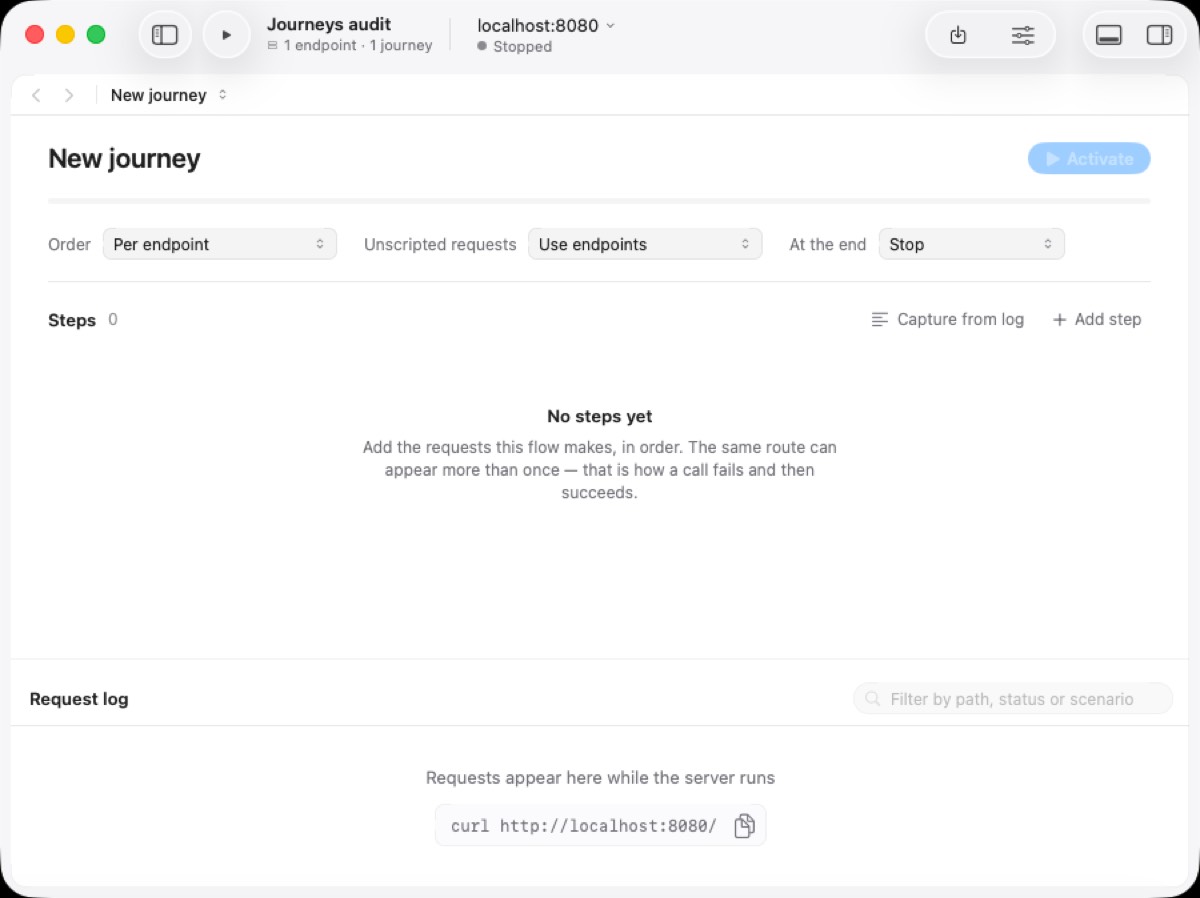 Journeys audit
1 endpoint · 1 journey
localhost:8080
Stopped
New journey
New journey
Activate
Order
Per endpoint
Unscripted requests
Use endpoints
At the end
Stop
Steps 0
Capture from log
Add step
No steps yet
Add the requests this flow makes, in order. The same route can
appear more than once — that is how a call fails and then
succeeds.
Request log
Filter by path, status or scenario
Requests appear here while the server runs
curl http://localhost:8080/